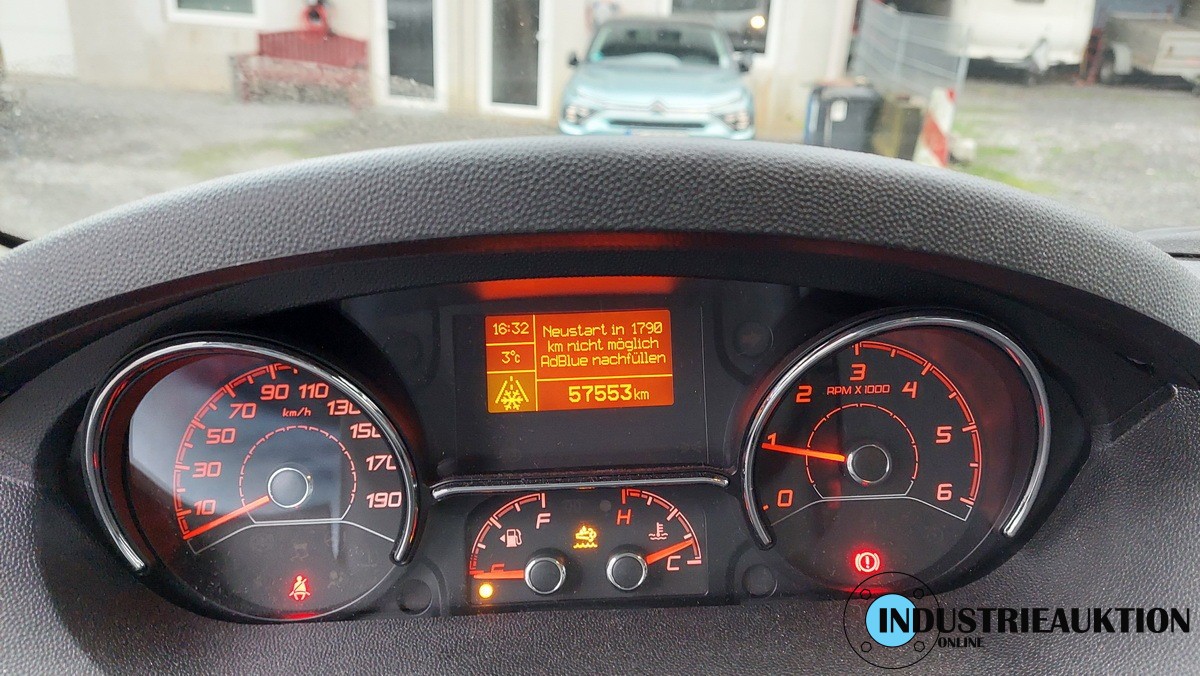 16:32
3°C
Neustart in 1790
km nicht möglich
AdBlue nachfüllen
57553km
10
30
50
70
90
110
130
150
170
190
km/h
F
H
C
0
1
2
3
4
5
6
RPM X 1000
INDUSTRIEAUKTION
ONLINE